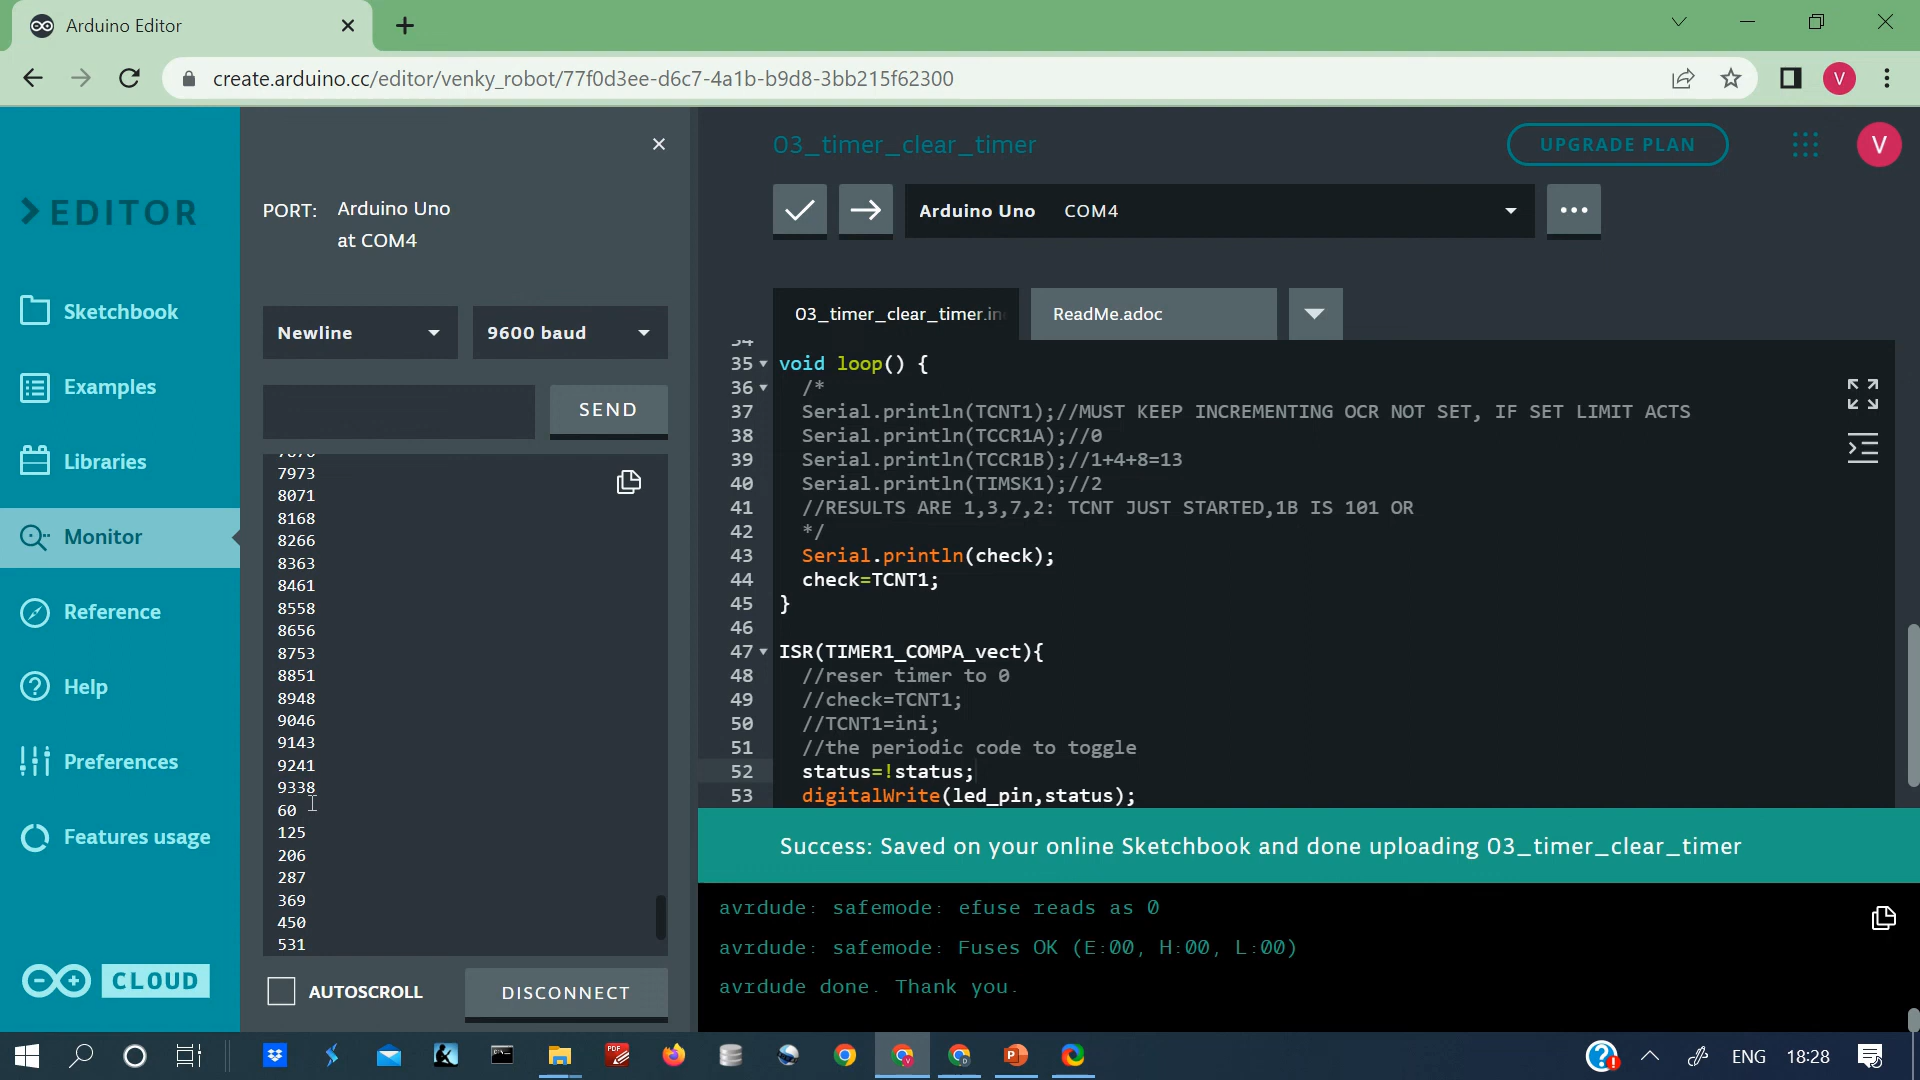 Arduino Editor
create.arduino.cc/editor/venky_robot/77f0d3ee-d6c7-4a1b-b9d8-3bb215f62300
V
EDITOR
Sketchbook
Examples
Libraries
Monitor
Reference
Help
Preferences
Features usage
CLOUD
PORT: Arduino Uno
at COM4
Newline
9600 baud
SEND
7973
8071
8168
8266
8363
8461
8558
8656
8753
8851
8948
9046
9143
9241
9338
60
125
206
287
369
450
531
AUTOSCROLL
DISCONNECT
03_timer_clear_timer
UPGRADE PLAN
V
Arduino Uno COM4
03_timer_clear_timer.in
ReadMe.adoc
34
35 void loop() {
36 /*
37 Serial.println(TCNT1);//MUST KEEP INCREMENTING OCR NOT SET, IF SET LIMIT ACTS
38 Serial.println(TCCR1A);//0
39 Serial.println(TCCR1B);//1+4+8=13
40 Serial.println(TIMSK1);//2
41 //RESULTS ARE 1,3,7,2: TCNT JUST STARTED,1B IS 101 OR
42 */
43 Serial.println(check);
44 check=TCNT1;
45 }
46
47 ISR(TIMER1_COMPA_vect){
48 //reser timer to 0
49 //check=TCNT1;
50 //TCNT1=ini;
51 //the periodic code to toggle
52 status=!status;
53 digitalWrite(led_pin,status);
Success: Saved on your online Sketchbook and done uploading 03_timer_clear_timer
avrdude: safemode: efuse reads as 0
avrdude: safemode: Fuses OK (E:00, H:00, L:00)
avrdude done. Thank you.
ENG 18:28